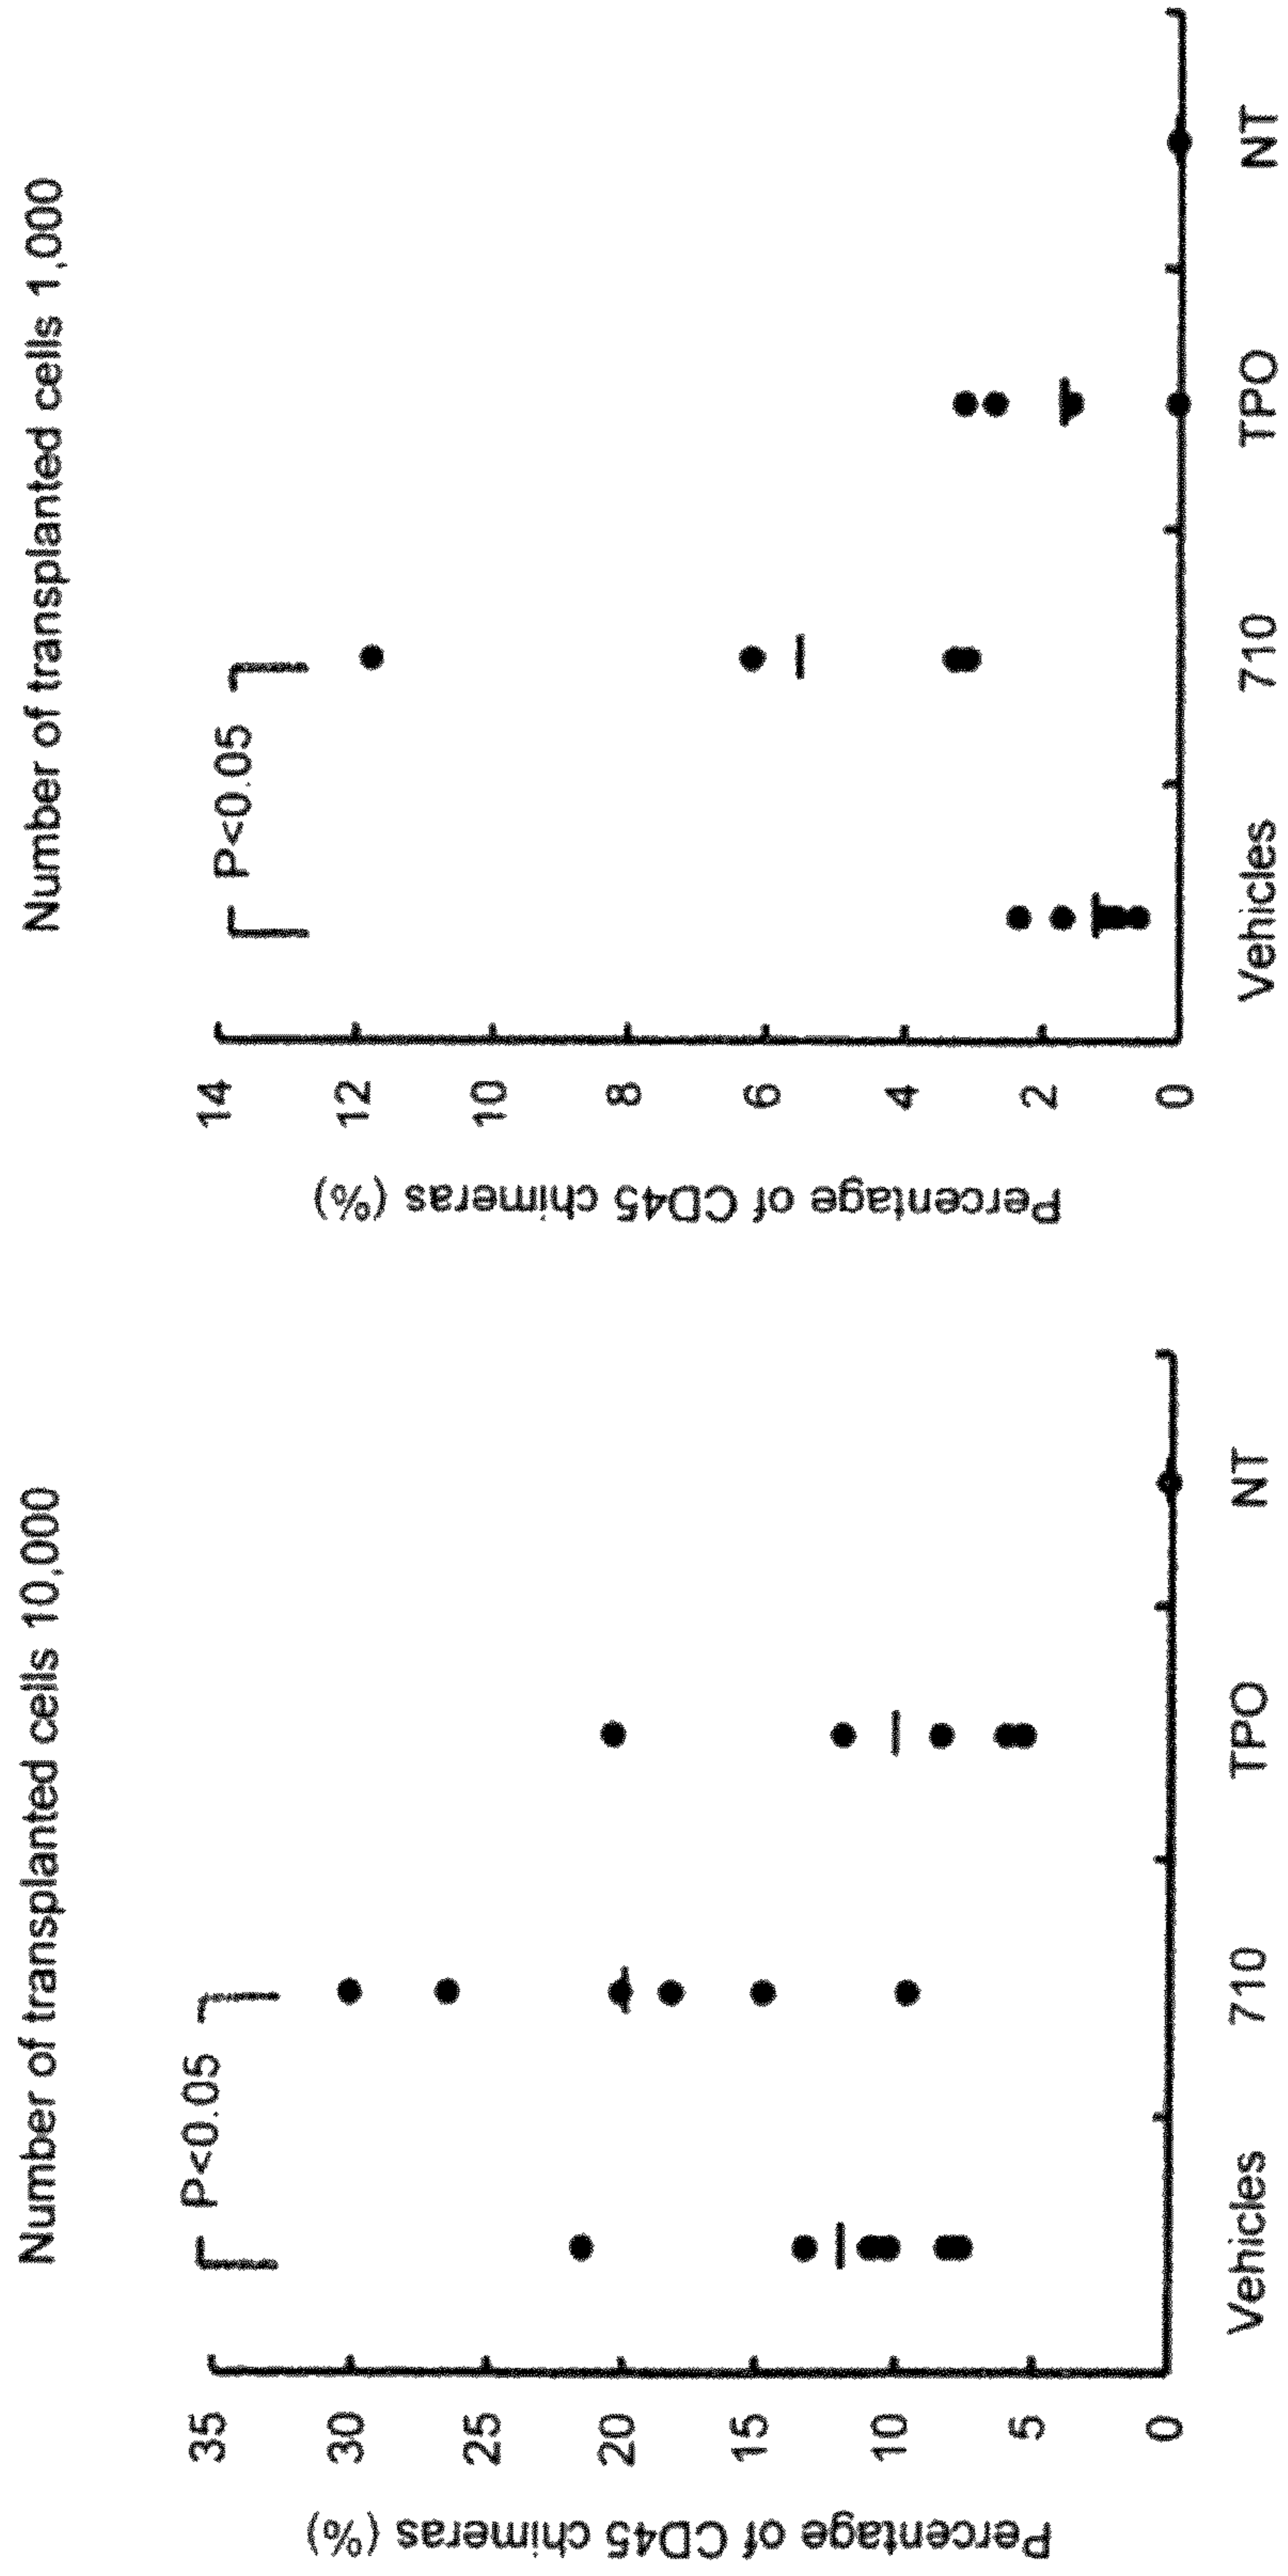 Number of transplanted cells 10,000
P<0.05
Percentage of CD45 chimeras (%)
35
30
25
20
15
10
5
0
Vehicles 710 TPO NT
Number of transplanted cells 1,000
P<0.05
Percentage of CD45 chimeras (%)
14
12
10
8
6
4
2
0
Vehicles 710 TPO NT